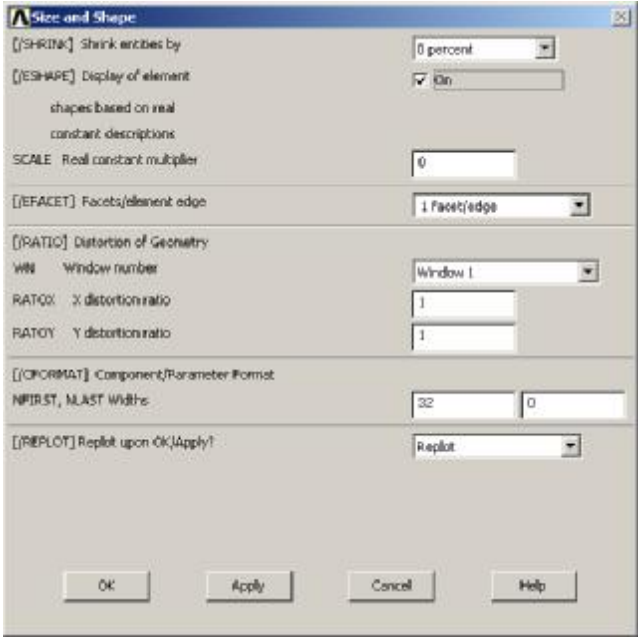 Size and Shape
[/SHRINK] Shrink entities by
0 percent
[/ESHAPE] Display of element
On
shapes based on real
constant descriptions
SCALE Real constant multiplier
0
[/EFACET] Facets/element edge
1 Facet/edge
[/RATIO] Distortion of Geometry
WN Window number
Window 1
RATOX X distortion ratio
1
RATOY Y distortion ratio
1
[/CFORMAT] Component/Parameter Format
NFIRST, NLAST Widths
32
0
[/REPLOT] Replot upon OK/Apply?
Replot
OK Apply Cancel Help